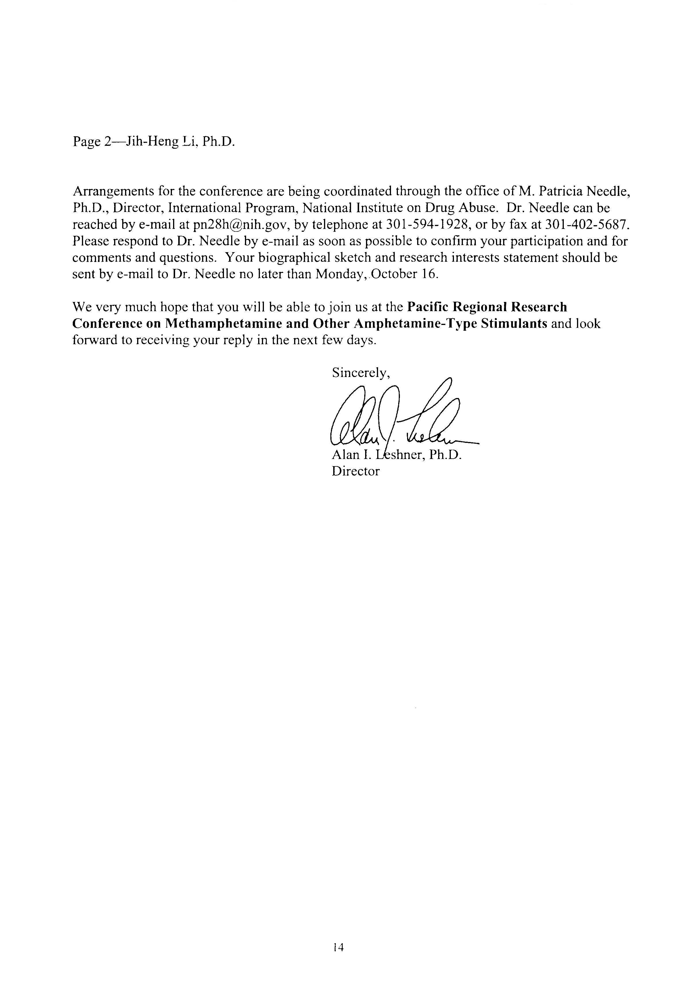 Page 2—Jih-Heng Li, Ph.D.
Arrangements for the conference are being coordinated through the office of M. Patricia Needle,
Ph.D., Director, International Program, National Institute on Drug Abuse.  Dr. Needle can be
reached by e-mail at pn28h@nih.gov, by telephone at 301-594-1928, or by fax at 301-402-5687.
Please respond to Dr. Needle by e-mail as soon as possible to confirm your participation and for
comments and questions.  Your biographical sketch and research interests statement should be
sent by e-mail to Dr. Needle no later than Monday, October 16.
We very much hope that you will be able to join us at the Pacific Regional Research
Conference on Methamphetamine and Other Amphetamine-Type Stimulants and look
forward to receiving your reply in the next few days.
Sincerely,
Alan I. Leshner, Ph.D.
Director
14